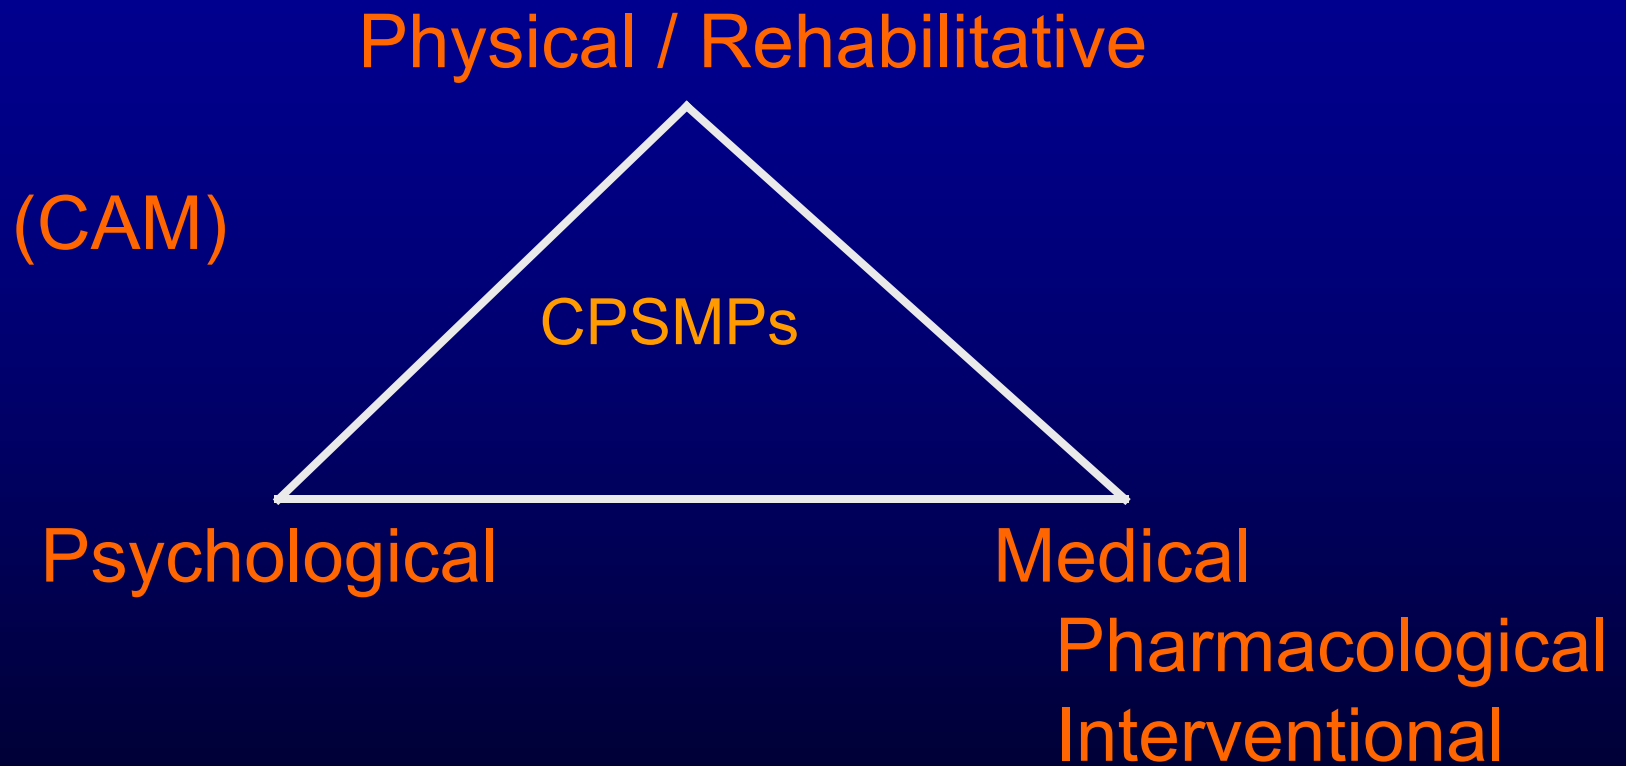 Physical / Rehabilitative
(CAM)
CPSMPs
Psychological
Medical
Pharmacological
Interventional